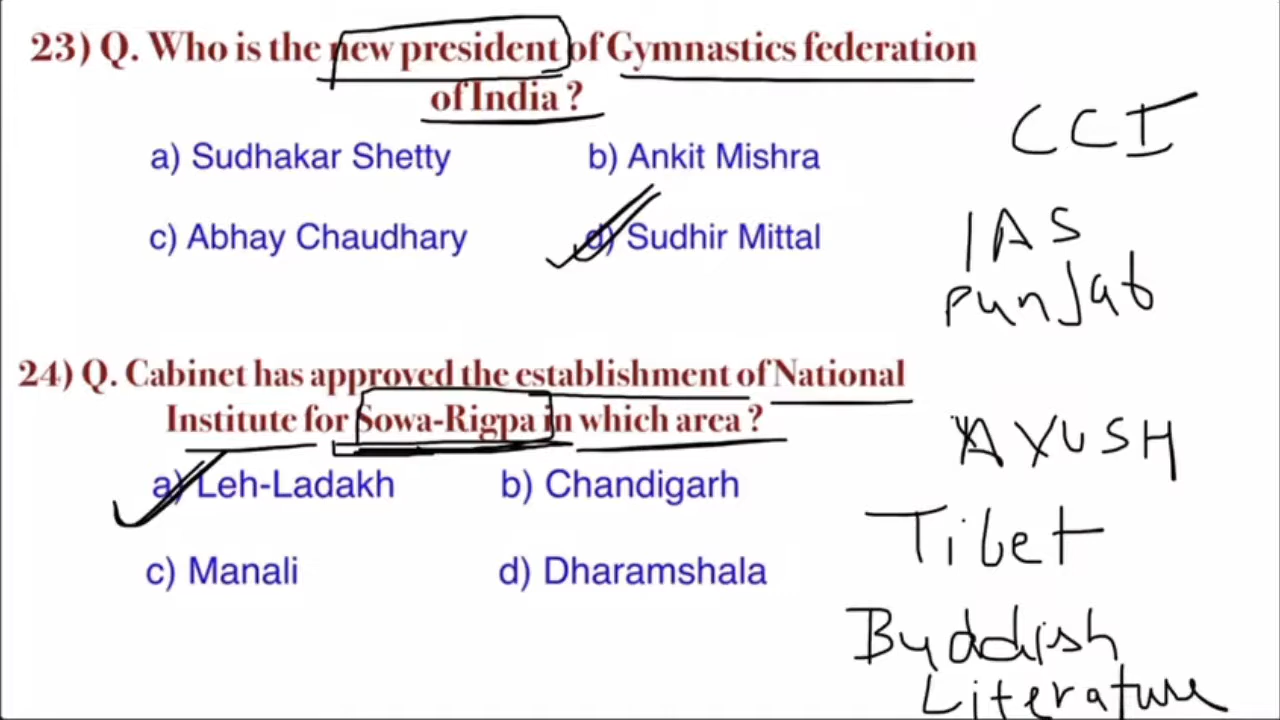 23) Q. Who is the new president of Gymnastics federation
of India ?
a) Sudhakar Shetty b) Ankit Mishra
c) Abhay Chaudhary d) Sudhir Mittal
CCI
IAS
Punjab
24) Q. Cabinet has approved the establishment of National
Institute for Sowa-Rigpa in which area ?
a) Leh-Ladakh b) Chandigarh
c) Manali d) Dharamshala
AYUSH
Tibet
Buddish
Literature